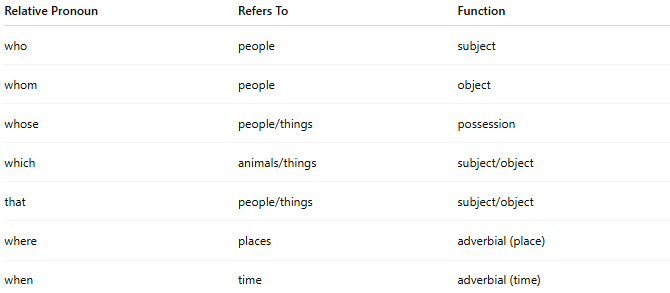 Relative Pronoun Refers To Function
who people subject
whom people object
whose people/things possession
which animals/things subject/object
that people/things subject/object
where places adverbial (place)
when time adverbial (time)